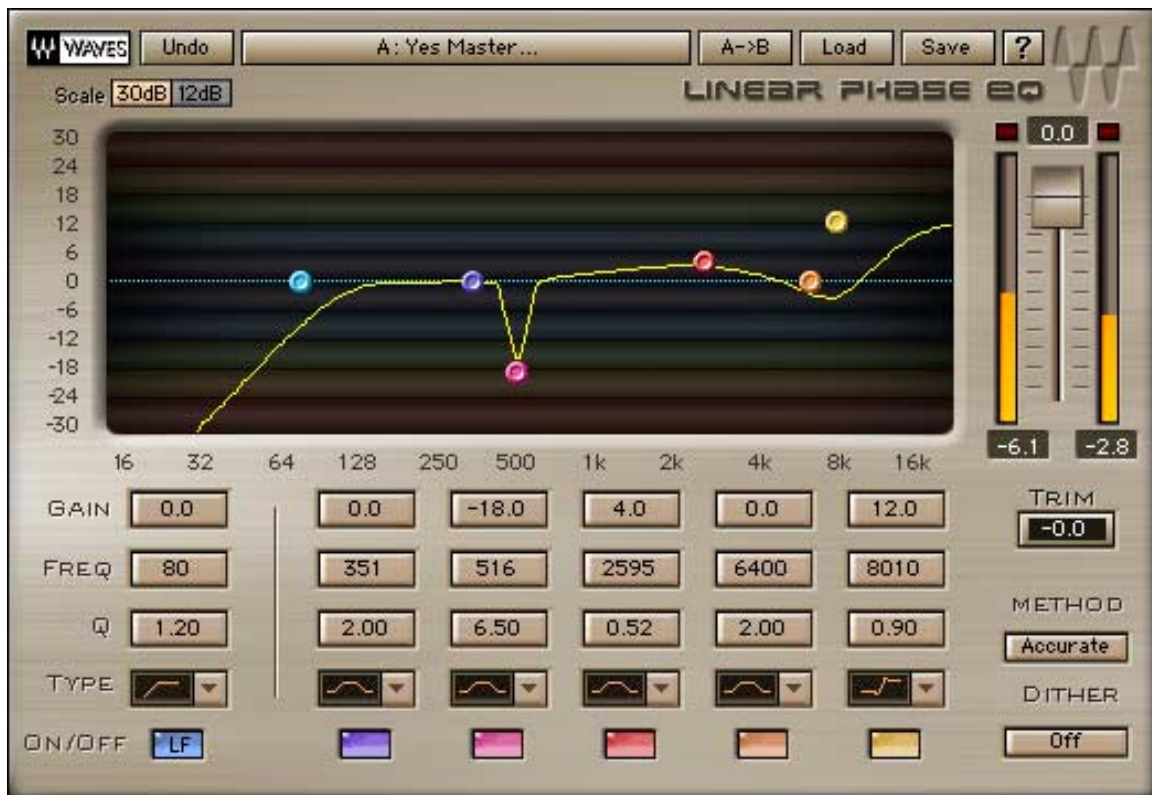 WAVES Undo A: Yes Master... A->B Load Save ?
Scale 30dB 12dB LINEAR PHASE EQ
0.0
30
24
18
12
6
0
-6
-12
-18
-24
-30
-6.1 -2.8
16 32 64 128 250 500 1k 2k 4k 8k 16k
GAIN 0.0 0.0 -18.0 4.0 0.0 12.0
TRIM
-0.0
FREQ 80 351 516 2595 6400 8010
Q 1.20 2.00 6.50 0.52 2.00 0.90
METHOD
Accurate
TYPE
DITHER
ON/OFF LF
Off